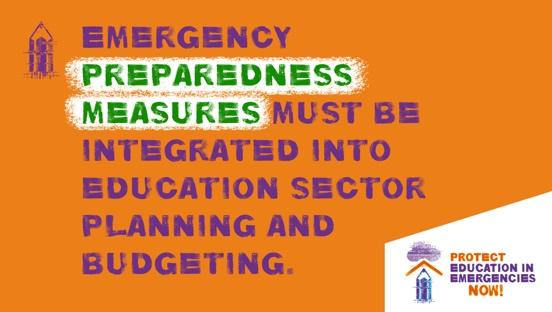 EMERGENCY
PREPAREDNESS
MEASURES MUST BE
INTEGRATED INTO
EDUCATION SECTOR
PLANNING AND
BUDGETING.
PROTECT
EDUCATION IN
EMERGENCIES
NOW!